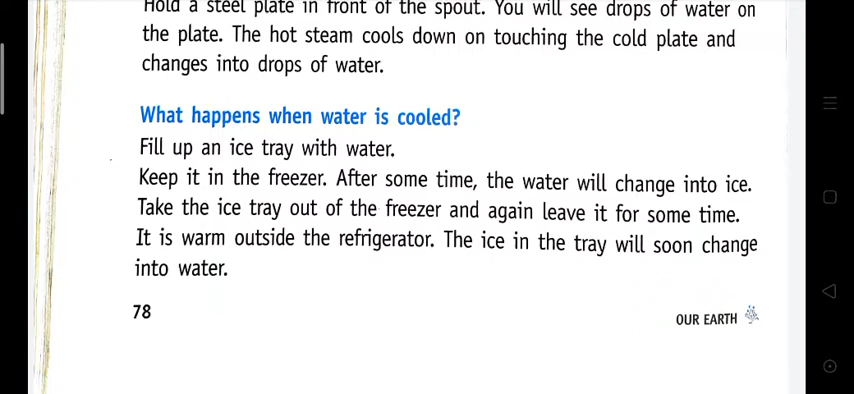 Hold a steel plate in front of the spout. You will see drops of water on
the plate. The hot steam cools down on touching the cold plate and
changes into drops of water.
What happens when water is cooled?
Fill up an ice tray with water.
Keep it in the freezer. After some time, the water will change into ice.
Take the ice tray out of the freezer and again leave it for some time.
It is warm outside the refrigerator. The ice in the tray will soon change
into water.
78
OUR EARTH